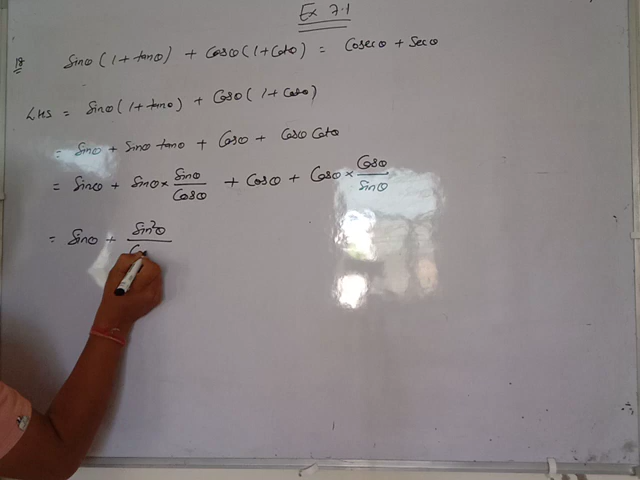 Ex 7.1
18 Sinθ (1 + tanθ) + Cosθ (1 + Cotθ) = Cosecθ + Secθ
LHS = Sinθ (1 + tanθ) + Cosθ (1 + Cotθ)
= Sinθ + Sinθ tanθ + Cosθ + Cosθ Cotθ
= Sinθ + Sinθ × Sinθ/Cosθ + Cosθ + Cosθ × Cosθ/Sinθ
= Sinθ + Sin²θ/C